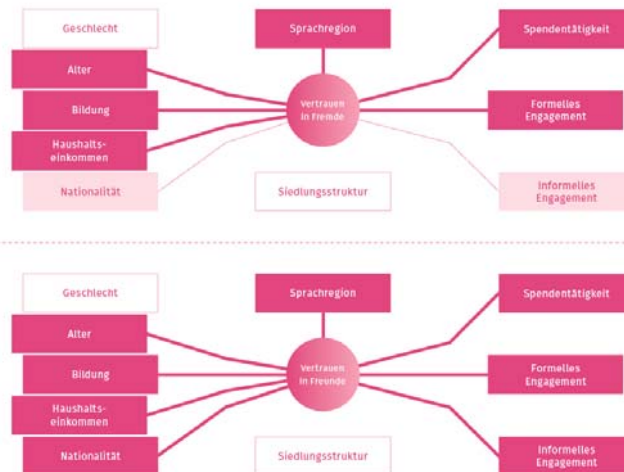 Geschlecht
Alter
Bildung
Haushalts-
einkommen
Nationalität
Sprachregion
Vertrauen
in Fremde
Siedlungsstruktur
Spendentätigkeit
Formelles
Engagement
Informelles
Engagement
Geschlecht
Alter
Bildung
Haushalts-
einkommen
Nationalität
Sprachregion
Vertrauen
in Freunde
Siedlungsstruktur
Spendentätigkeit
Formelles
Engagement
Informelles
Engagement